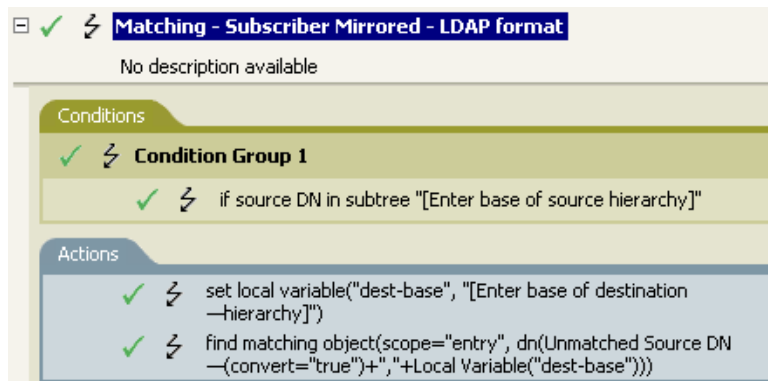 Matching - Subscriber Mirrored - LDAP format
No description available
Conditions
Condition Group 1
if source DN in subtree "[Enter base of source hierarchy]"
Actions
set local variable("dest-base", "[Enter base of destination
—hierarchy]")
find matching object(scope="entry", dn(Unmatched Source DN
—(convert="true")+","+Local Variable("dest-base")))